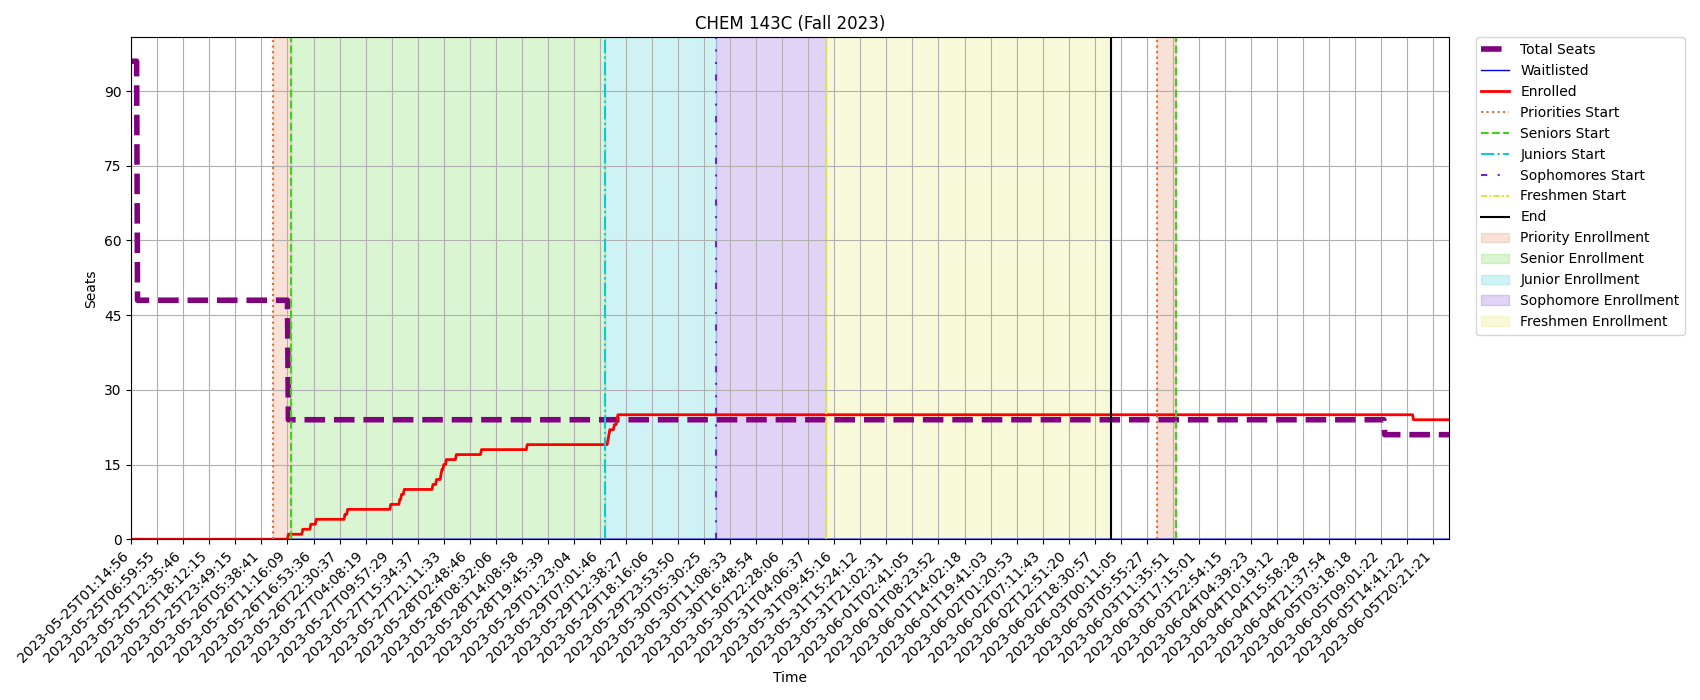 CHEM 143C (Fall 2023)
Seats
90
75
60
45
30
15
0
2023-05-25T01:14:56
2023-05-25T06:59:55
2023-05-25T12:35:46
2023-05-25T18:12:15
2023-05-25T23:49:15
2023-05-26T05:38:41
2023-05-26T11:16:09
2023-05-26T16:53:36
2023-05-26T22:30:37
2023-05-27T04:08:19
2023-05-27T09:57:29
2023-05-27T15:34:37
2023-05-27T21:11:33
2023-05-28T02:48:46
2023-05-28T08:32:06
2023-05-28T14:08:58
2023-05-28T19:45:39
2023-05-29T01:23:04
2023-05-29T07:01:46
2023-05-29T12:38:27
2023-05-29T18:16:06
2023-05-29T23:53:50
2023-05-30T05:30:25
2023-05-30T11:08:33
2023-05-30T16:48:54
2023-05-30T22:28:06
2023-05-31T04:06:37
2023-05-31T09:45:16
2023-05-31T15:24:12
2023-05-31T21:02:31
2023-06-01T02:41:05
2023-06-01T08:23:52
2023-06-01T14:02:18
2023-06-01T19:41:03
2023-06-02T01:20:53
2023-06-02T07:11:43
2023-06-02T12:51:20
2023-06-02T18:30:57
2023-06-03T00:11:05
2023-06-03T05:55:27
2023-06-03T11:35:51
2023-06-03T17:15:01
2023-06-03T22:54:15
2023-06-04T04:39:23
2023-06-04T10:19:12
2023-06-04T15:58:28
2023-06-04T21:37:54
2023-06-05T03:18:18
2023-06-05T09:01:22
2023-06-05T14:41:22
2023-06-05T20:21:21
Time
Total Seats
Waitlisted
Enrolled
Priorities Start
Seniors Start
Juniors Start
Sophomores Start
Freshmen Start
End
Priority Enrollment
Senior Enrollment
Junior Enrollment
Sophomore Enrollment
Freshmen Enrollment